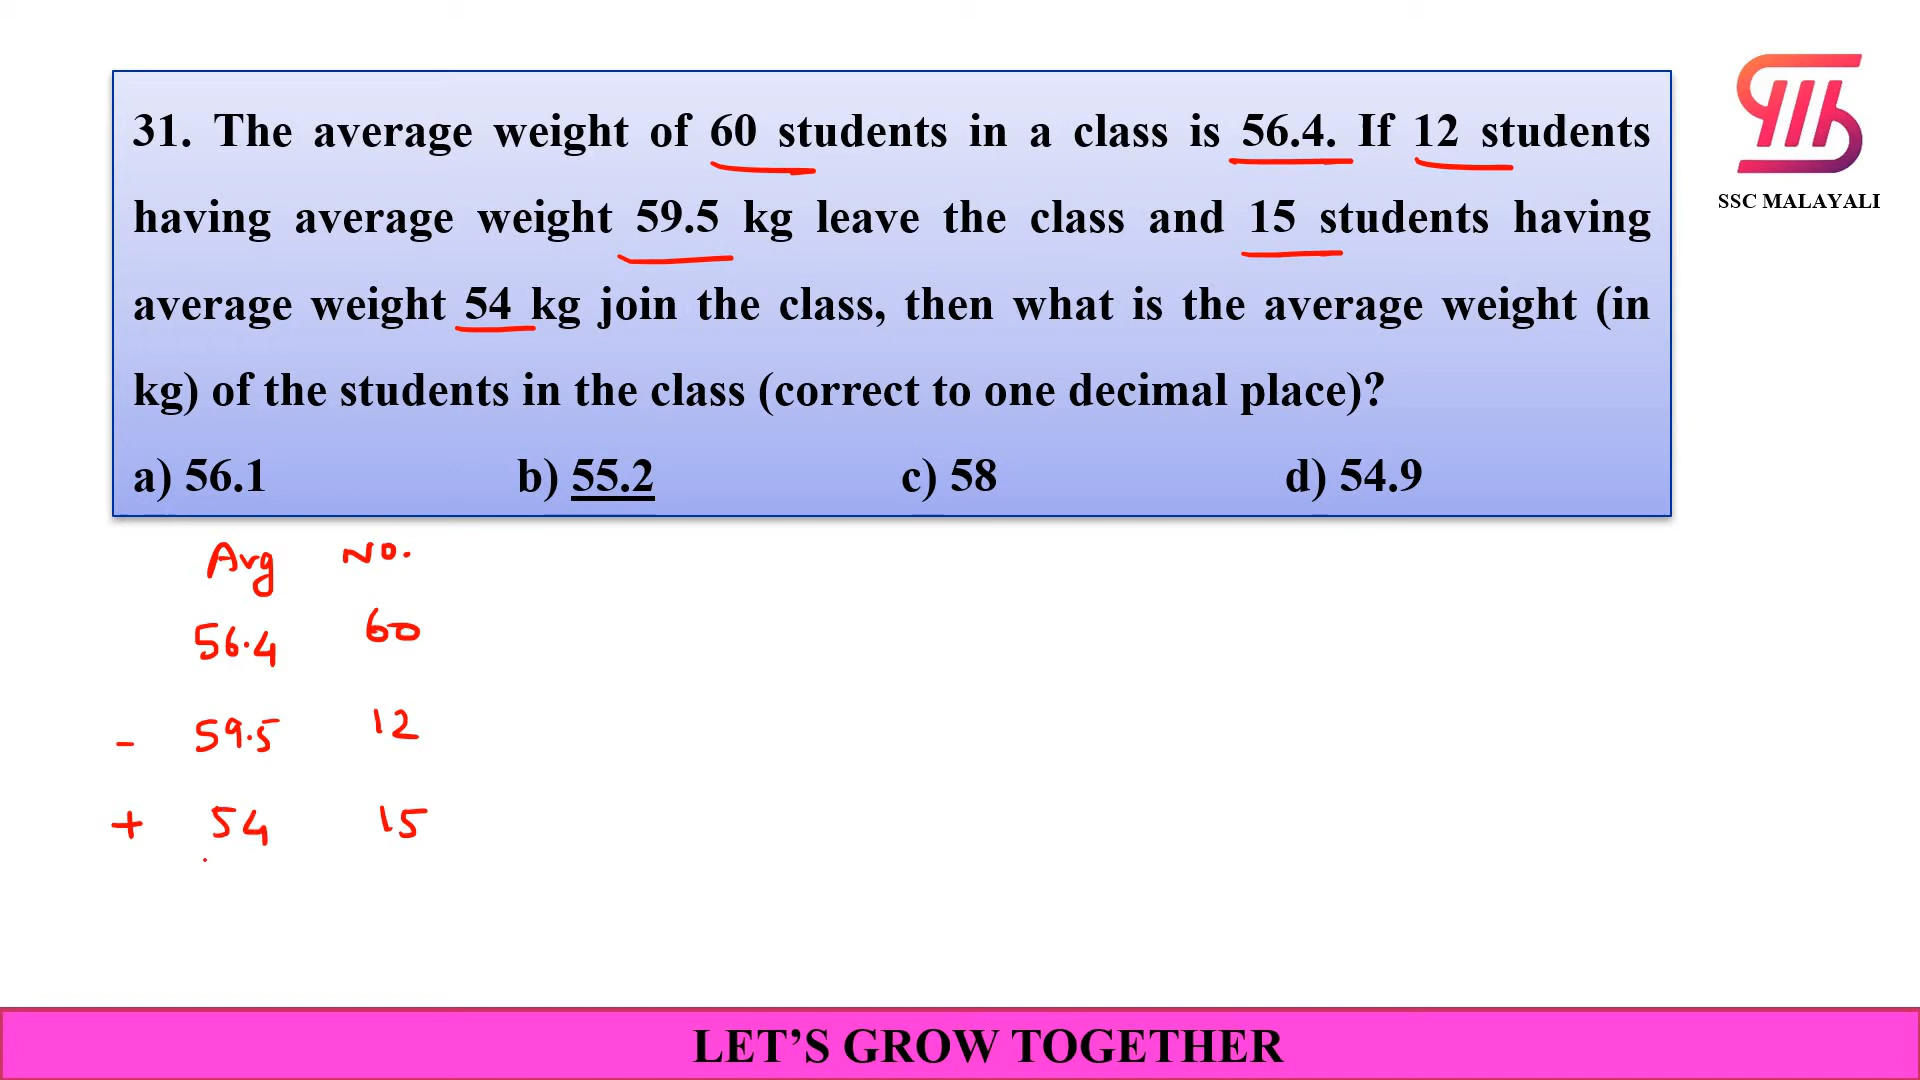 31. The average weight of 60 students in a class is 56.4. If 12 students
having average weight 59.5 kg leave the class and 15 students having
average weight 54 kg join the class, then what is the average weight (in
kg) of the students in the class (correct to one decimal place)?
a) 56.1 b) 55.2 c) 58 d) 54.9
SSC MALAYALI
Avg No.
56.4 60
- 59.5 12
+ 54 15
LET’S GROW TOGETHER